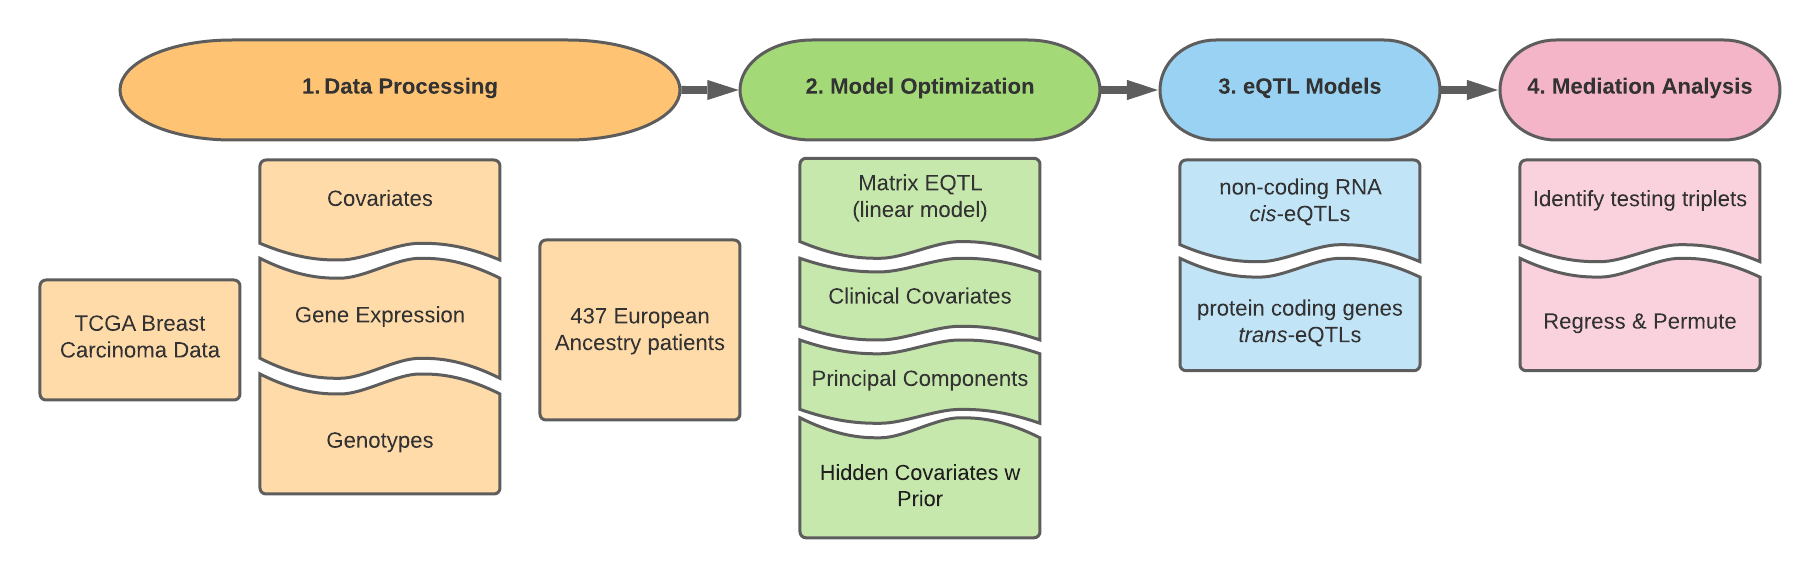 1. Data Processing
2. Model Optimization
3. eQTL Models
4. Mediation Analysis
TCGA Breast
Carcinoma Data
Covariates
Gene Expression
Genotypes
437 European
Ancestry patients
Matrix EQTL
(linear model)
Clinical Covariates
Principal Components
Hidden Covariates w
Prior
non-coding RNA
cis-eQTLs
protein coding genes
trans-eQTLs
Identify testing triplets
Regress & Permute